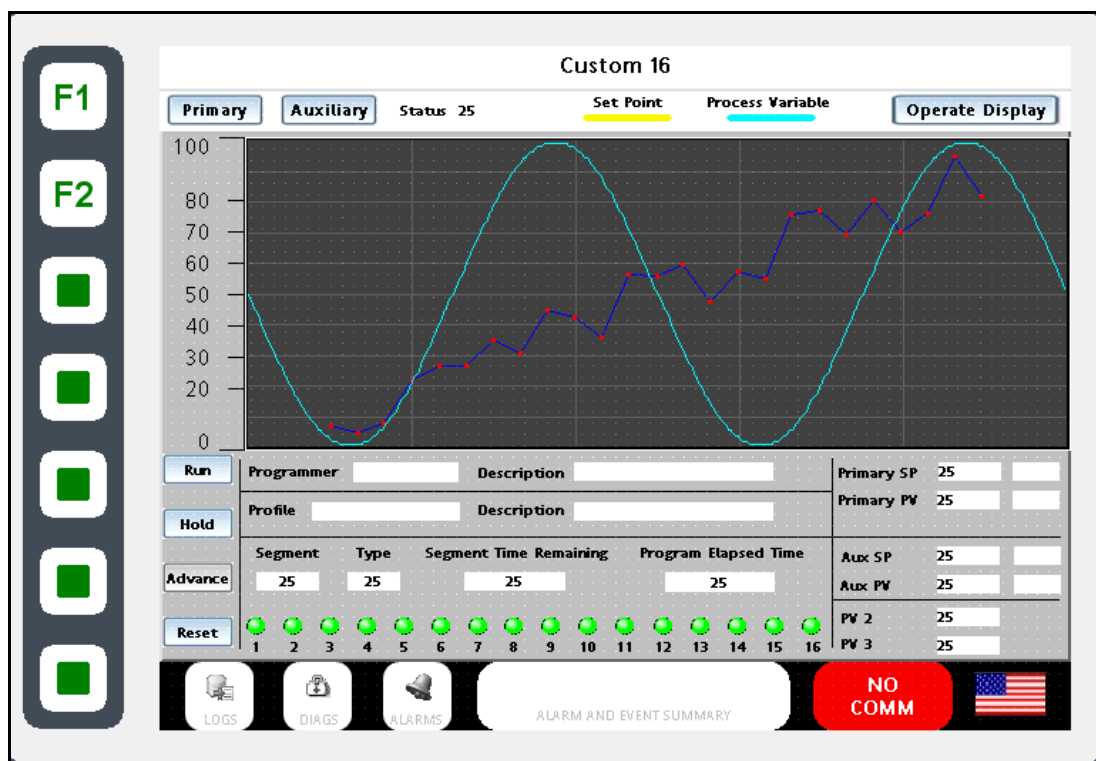 Custom 16
F1
F2
Primary Auxiliary Status 25 Set Point Process Variable Operate Display
100
80
70
60
50
40
30
20
0
Run Programmer Description Primary SP 25
Primary PV 25
Hold Profile Description
Segment Type Segment Time Remaining Program Elapsed Time Aux SP 25
Advance 25 25 25 25 Aux PV 25
PV 2 25
Reset
1 2 3 4 5 6 7 8 9 10 11 12 13 14 15 16 PV 3 25
LOGS DIAGS ALARMS ALARM AND EVENT SUMMARY NO
COMM